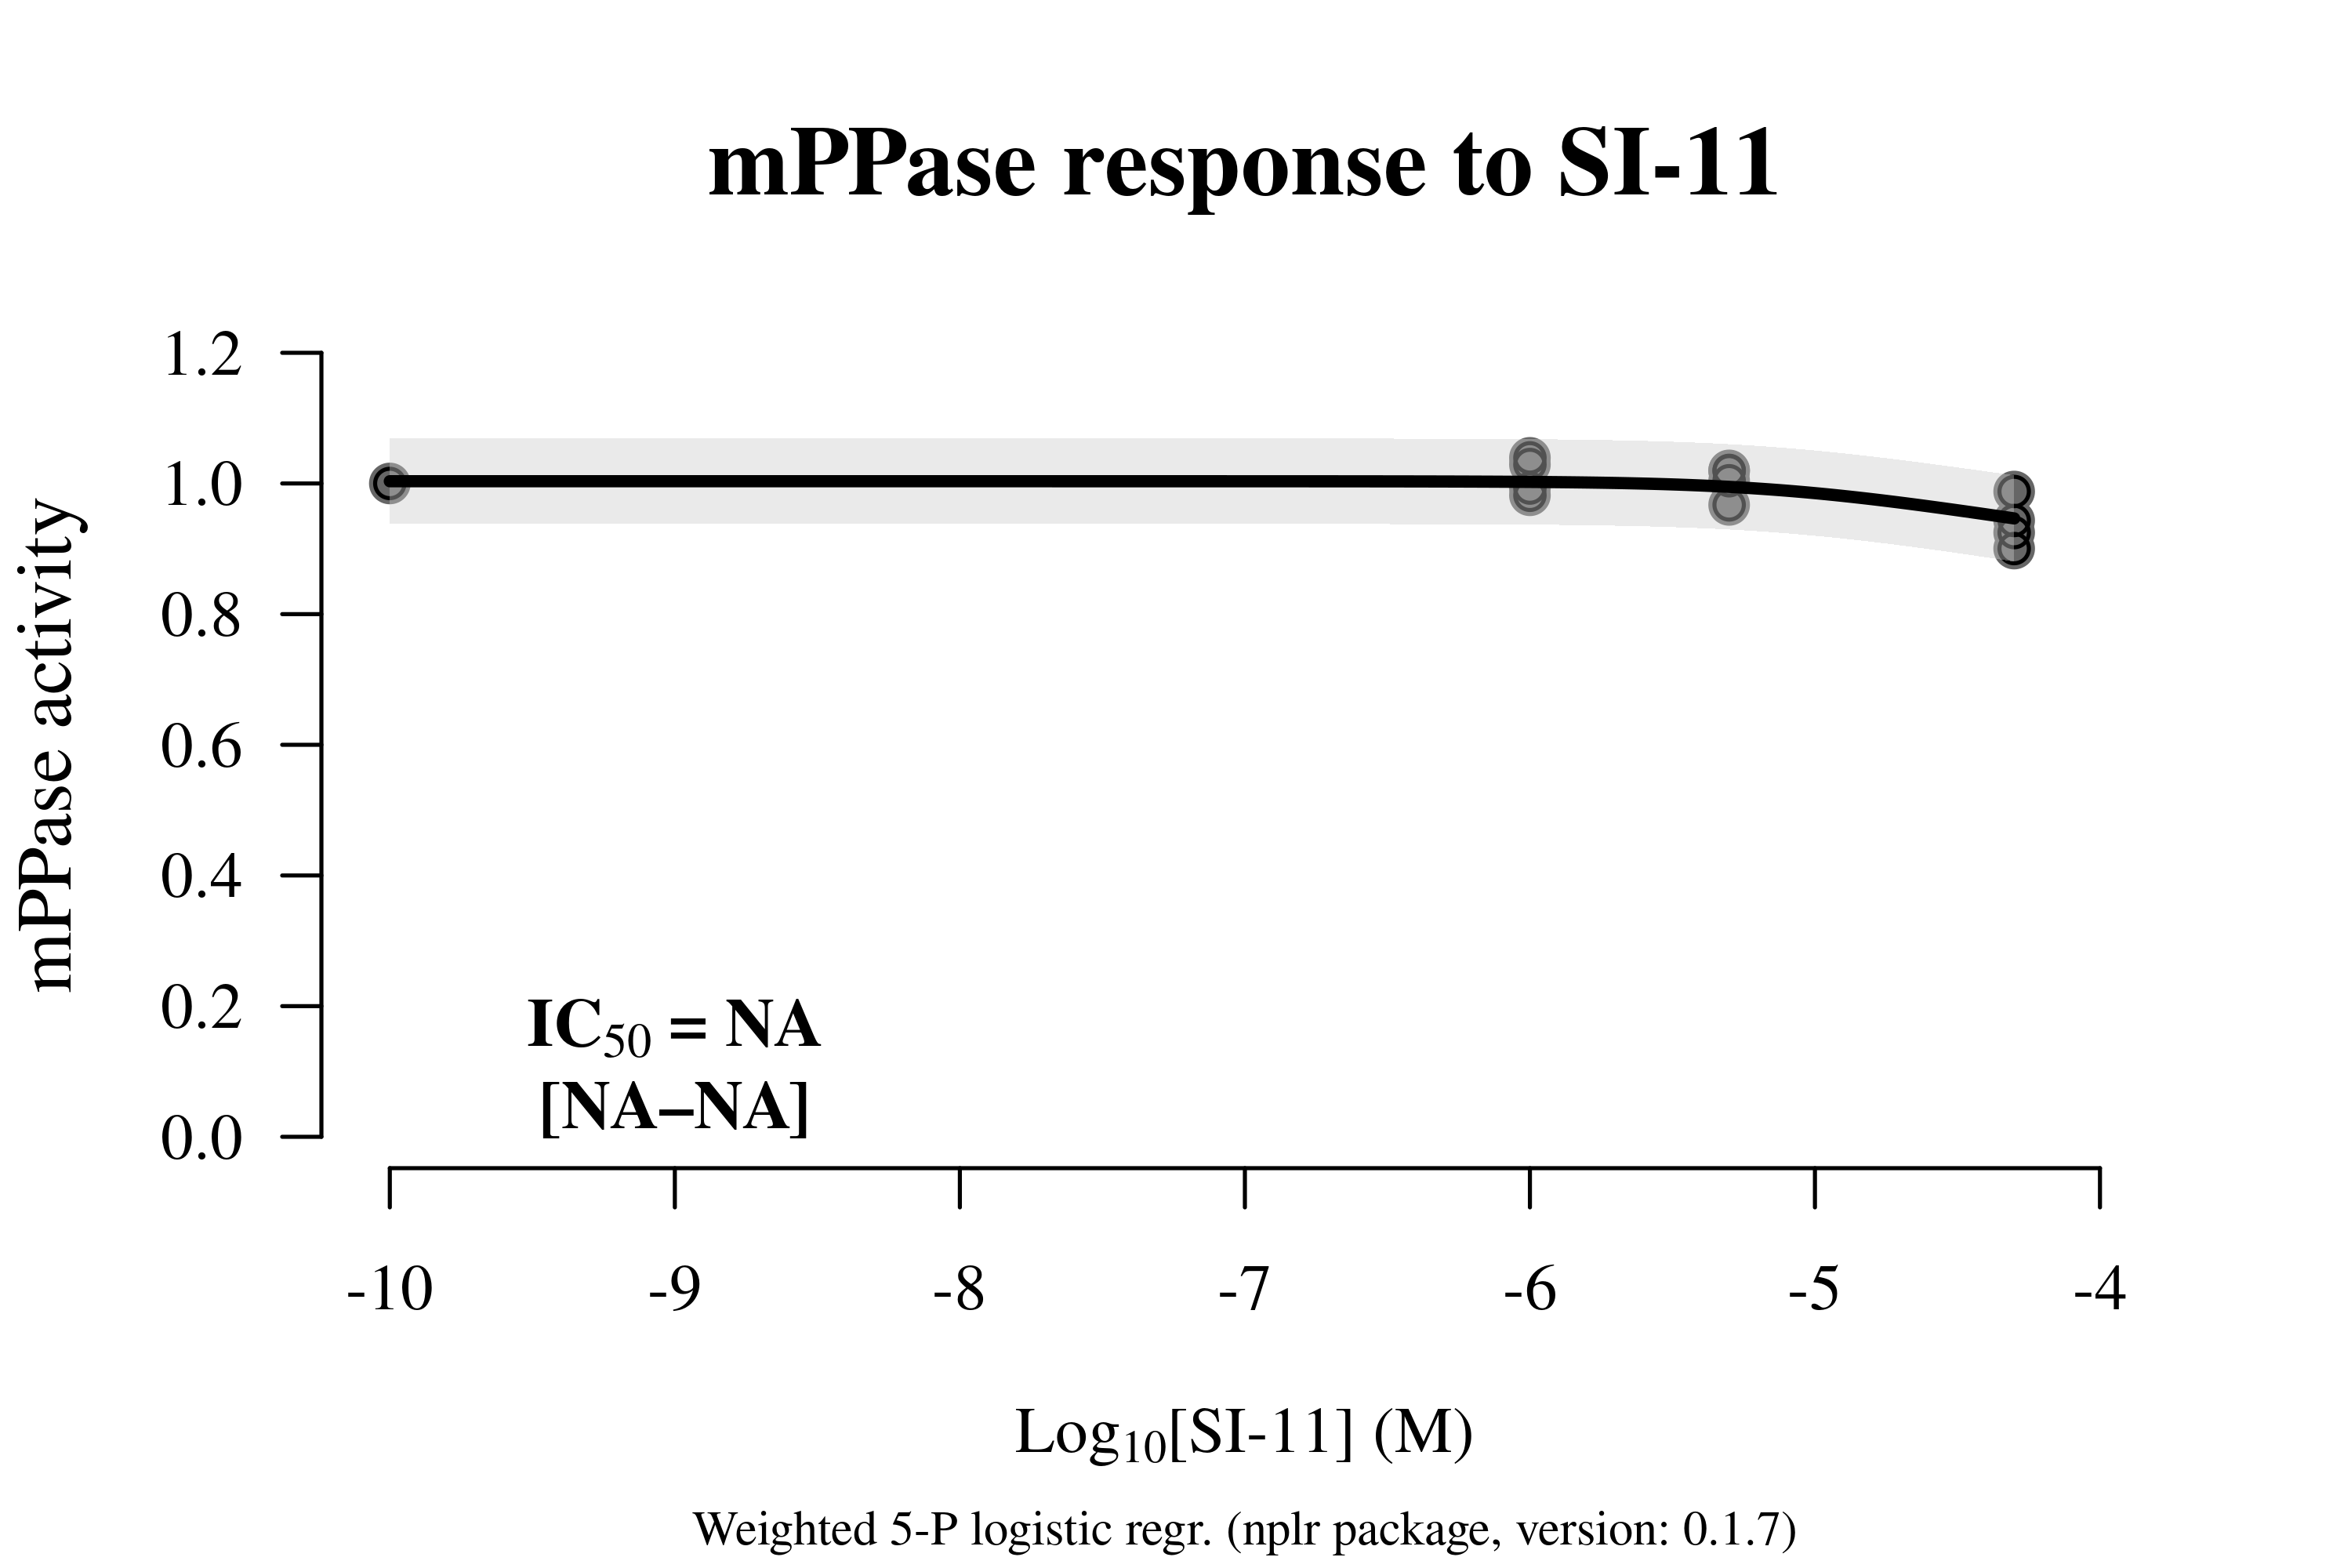 mPPase response to SI-11
mPPase activity
1.2
1.0
0.8
0.6
0.4
0.2
0.0
IC50 = NA
[NA–NA]
-10 -9 -8 -7 -6 -5 -4
Log10[SI-11] (M)
Weighted 5-P logistic regr. (nplr package, version: 0.1.7)